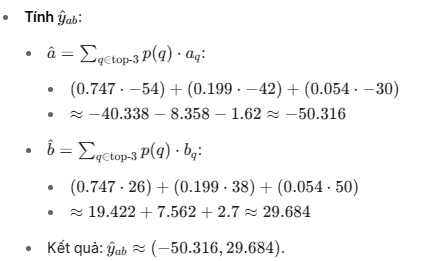 Tính ŷ_ab:
â = ∑_{q∈top-3} p(q) · a_q:
(0.747 · −54) + (0.199 · −42) + (0.054 · −30)
≈ −40.338 − 8.358 − 1.62 ≈ −50.316
b̂ = ∑_{q∈top-3} p(q) · b_q:
(0.747 · 26) + (0.199 · 38) + (0.054 · 50)
≈ 19.422 + 7.562 + 2.7 ≈ 29.684
Kết quả: ŷ_ab ≈ (−50.316, 29.684).